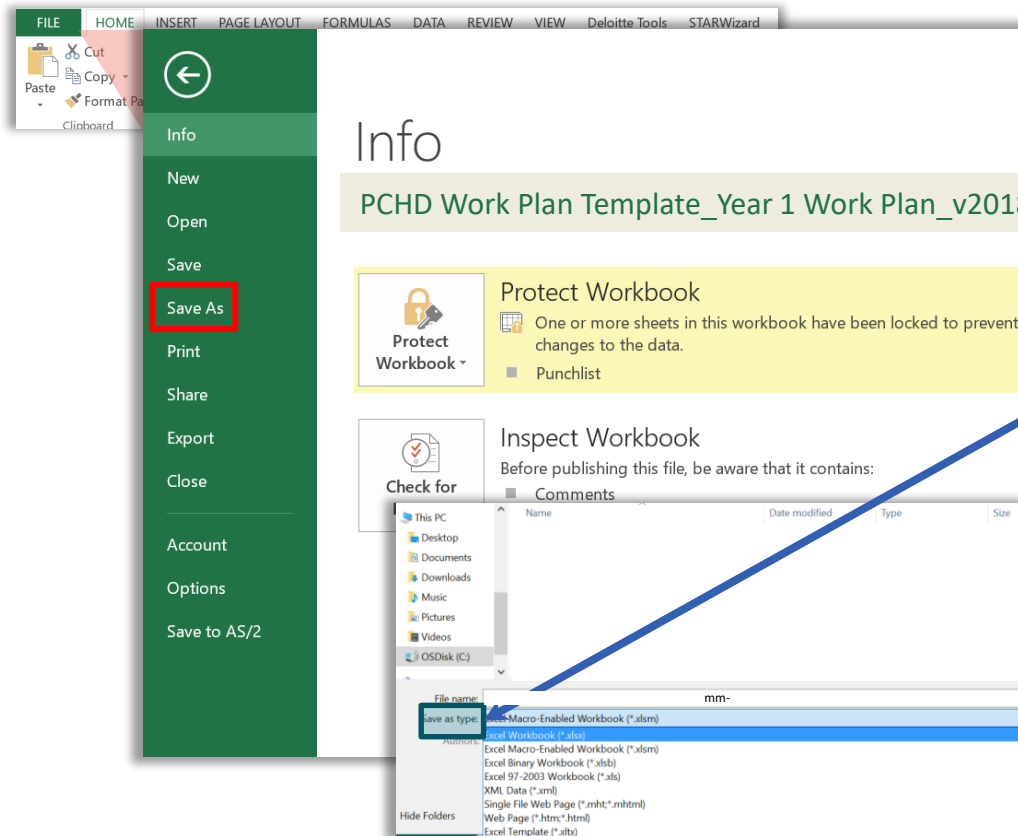 FILE HOME INSERT PAGE LAYOUT FORMULAS DATA REVIEW VIEW Deloitte Tools STARWizard
Cut
Copy
Paste
Format Pa
Clipboard
Info
New
Open
Save
Save As
Print
Share
Export
Close
Account
Options
Save to AS/2
Info
PCHD Work Plan Template_Year 1 Work Plan_v2018
Protect
Workbook
Protect Workbook
One or more sheets in this workbook have been locked to prevent
changes to the data.
Punchlist
Check for
Inspect Workbook
Before publishing this file, be aware that it contains:
Comments
Name Date modified Type Size
This PC
Desktop
Documents
Downloads
Music
Pictures
Videos
OSDisk (C:)
File name: mm-
Save as type: Excel Macro-Enabled Workbook (*.xlsm)
Authors:
Excel Workbook (*.xlsx)
Excel Macro-Enabled Workbook (*.xlsm)
Excel Binary Workbook (*.xlsb)
Excel 97-2003 Workbook (*.xls)
XML Data (*.xml)
Single File Web Page (*.mht;*.mhtml)
Web Page (*.htm;*.html)
Excel Template (*.xltx)
Hide Folders